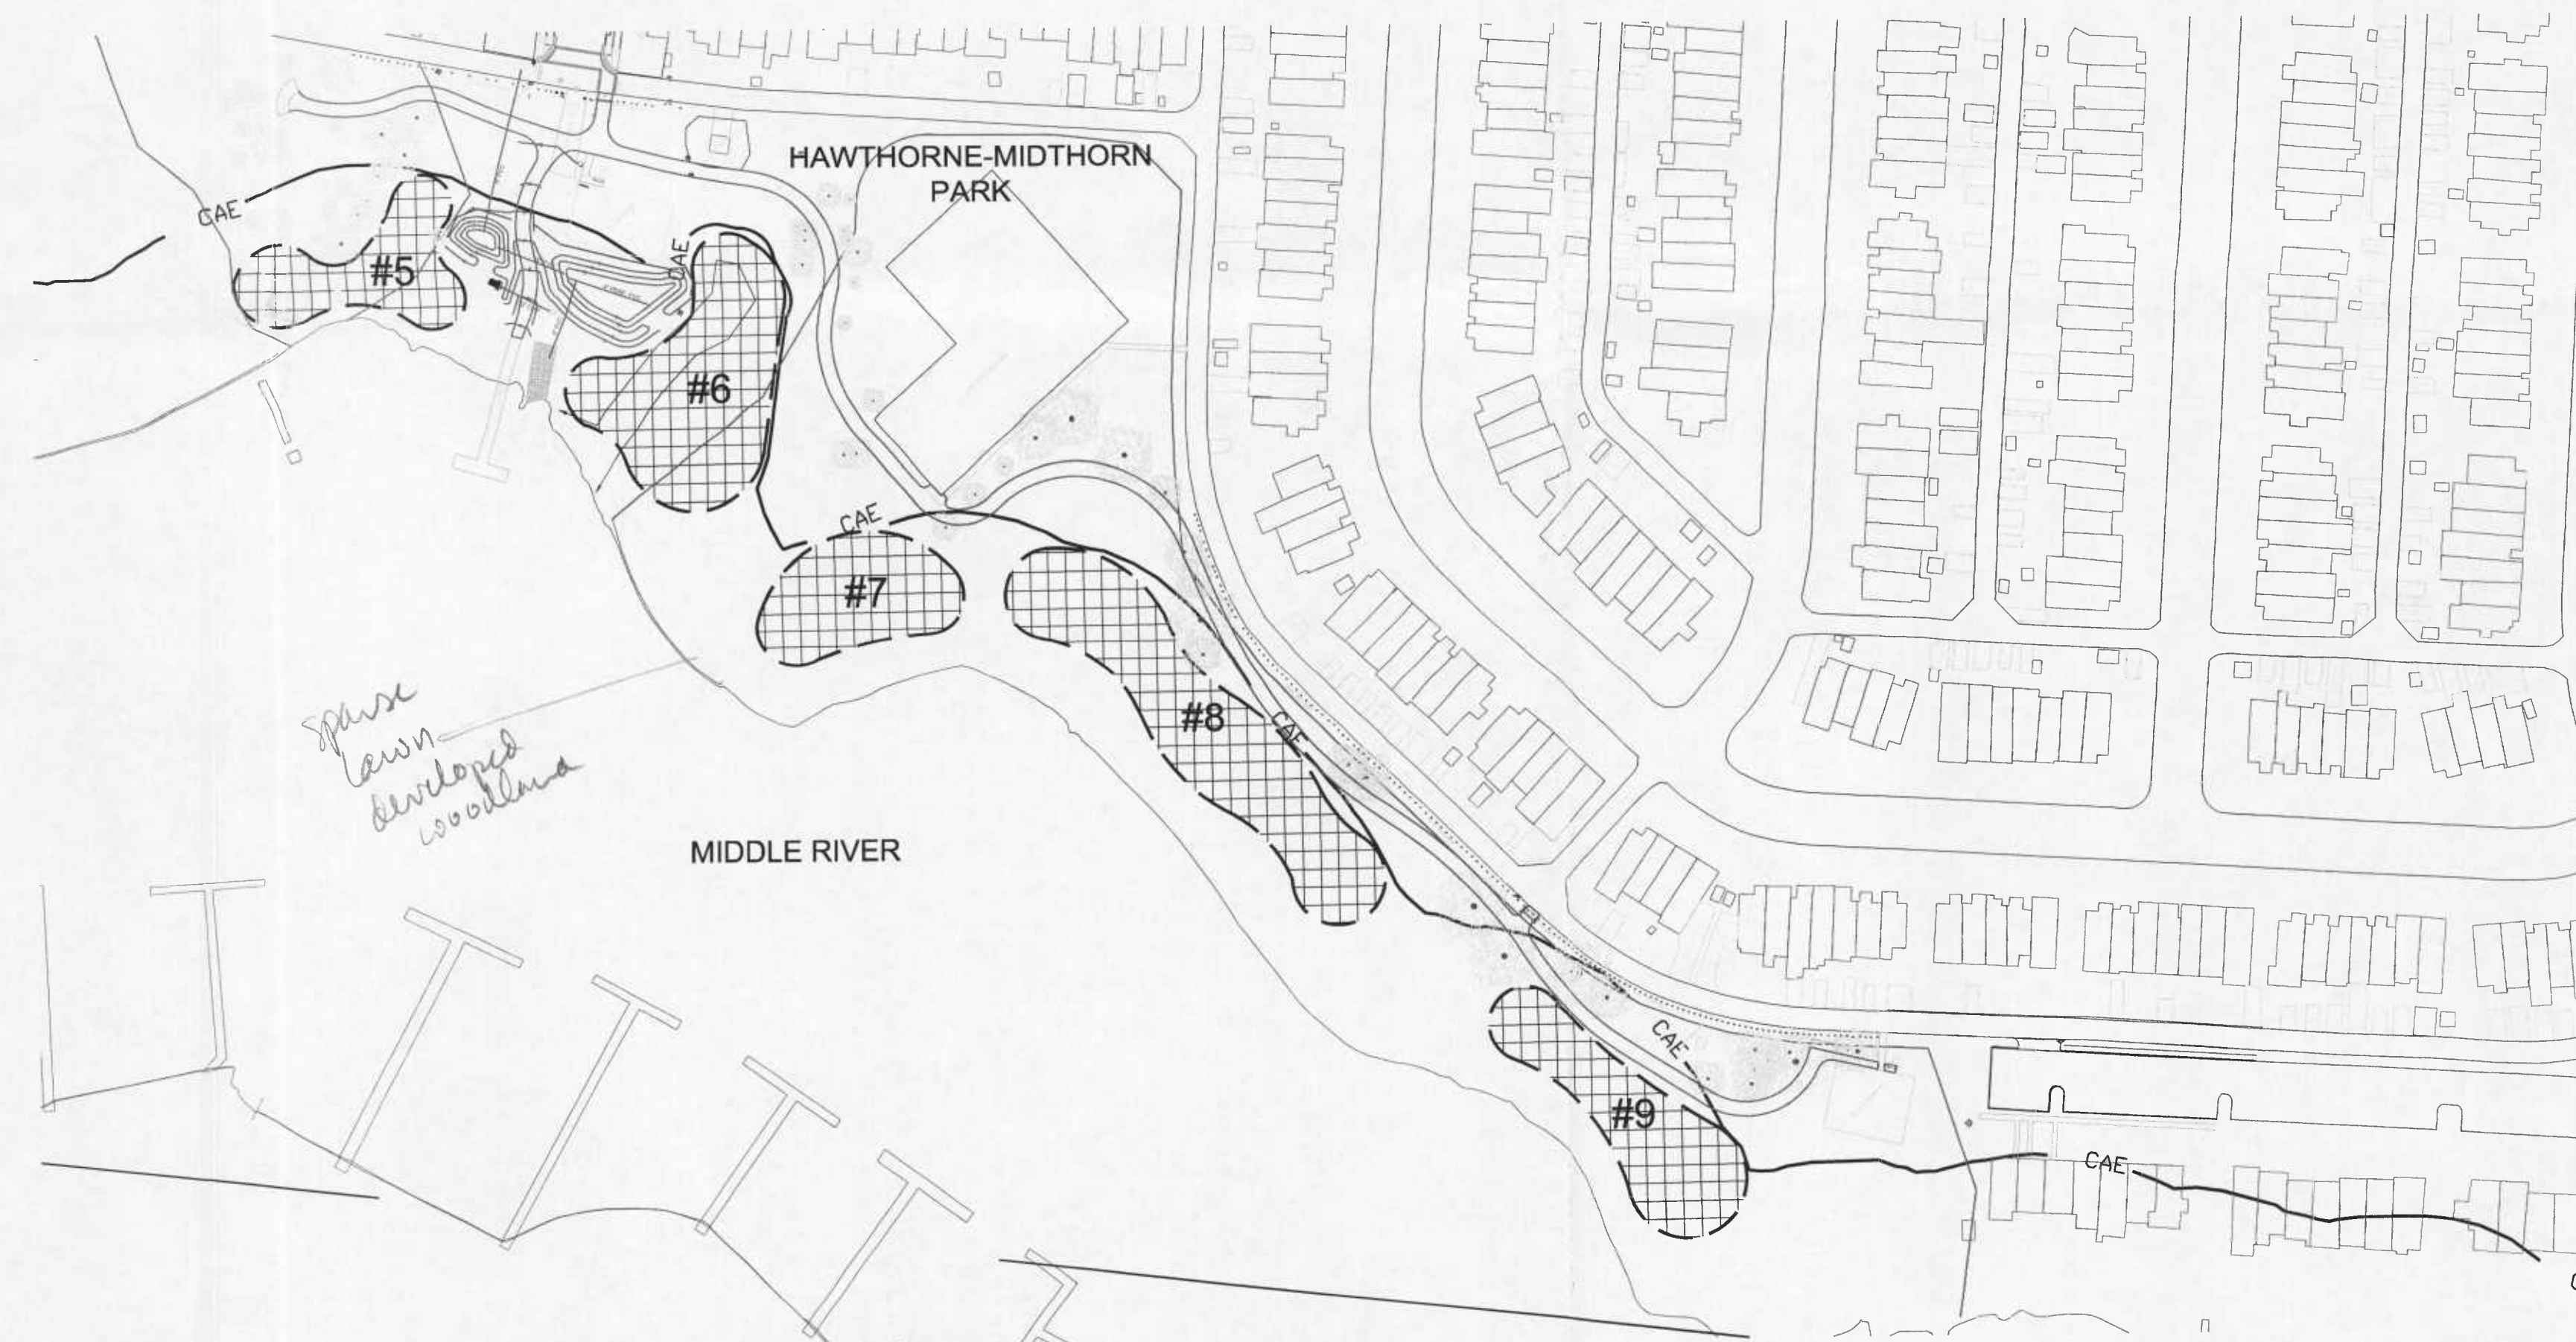 HAWTHORNE-MIDTHORN
PARK
CAE
CAE
#5
#6
CAE
#7
#8
CAE
sparse
lawn
developed
woodland
MIDDLE RIVER
CAE
#9
CAE